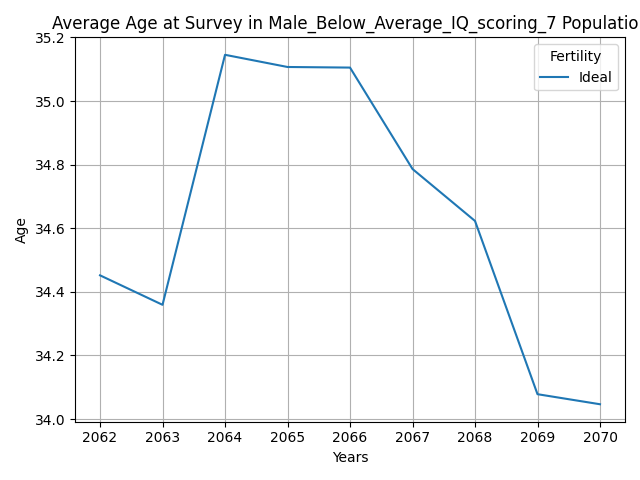 Average Age at Survey in Male_Below_Average_IQ_scoring_7 Populatio
35.2
35.0
34.8
34.6
34.4
34.2
34.0
Age
Fertility
Ideal
2062 2063 2064 2065 2066 2067 2068 2069 2070
Years